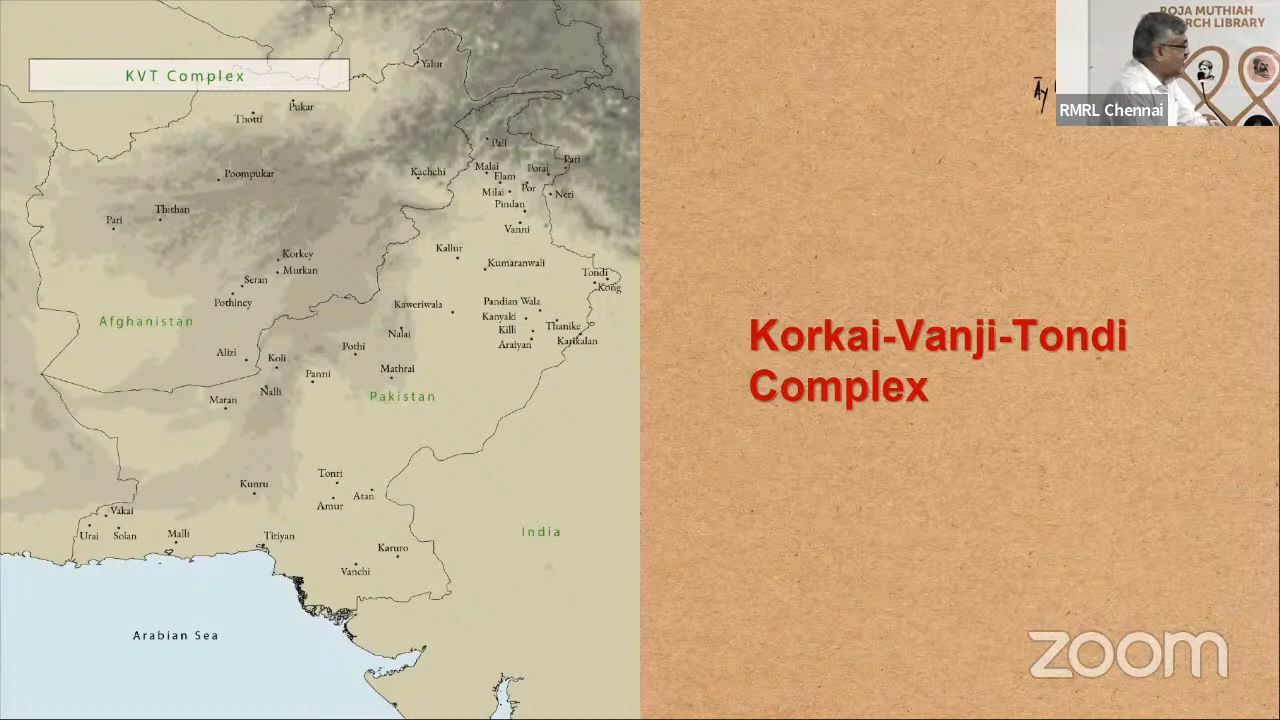 KVT Complex
Yalur
Pukar
Thotti
Poompukar
Thithan
Pari
Kachchi
Pali
Malai
Elam
Porai
Pari
Milai
Por
Neri
Pindan
Vanni
Korkey
Murkan
Seran
Pothiney
Kallur
Kumaranwali
Tondi
Kong
Kaweriwala
Pandian Wala
Kanyaki
Killi
Thanike
Araiyan
Karikalan
Afghanistan
Nalai
Alizi
Koli
Pothi
Panni
Mathrai
Nalli
Maran
Pakistan
Tonri
Kunru
Amur
Atan
Vakai
Urai
Solan
Malli
Titiyan
Karuro
Vanchi
India
Arabian Sea
Korkai-Vanji-Tondi
Complex
ROJA MUTHIAH
RCH LIBRARY
Āy
RMRL Chennai
zoom